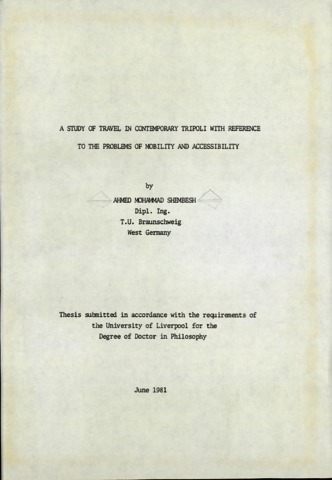 A STUDY OF TRAVEL IN CONTEMPORARY TRIPOLI WITH REFERENCE
TO THE PROBLEMS OF MOBILITY AND ACCESSIBILITY
by
AHMED MOHAMMAD SHEMBESH
Dipl. Ing.
T.U. Braunschweig
West Germany
Thesis submitted in accordance with the requirements of
the University of Liverpool for the
Degree of Doctor in Philosophy
June 1981